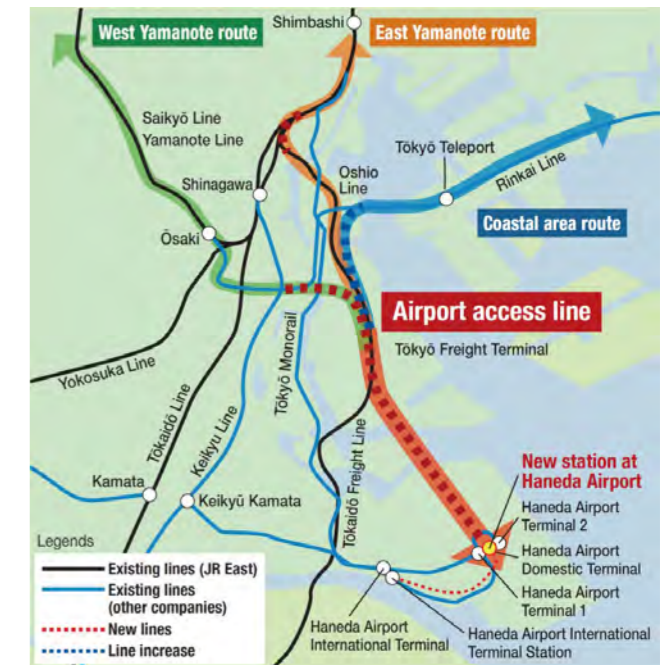 West Yamanote route
Shimbashi
East Yamanote route
Saikyō Line
Yamanote Line
Tōkyō Teleport
Rinkai Line
Oshio
Line
Shinagawa
Coastal area route
Ōsaki
Airport access line
Tōkyō Freight Terminal
Yokosuka Line
Tōkaidō Line
Keikyu Line
Tōkyō Monorail
Tōkaidō Freight Line
New station at
Haneda Airport
Kamata
Keikyū Kamata
Haneda Airport
Terminal 2
Haneda Airport
Domestic Terminal
Haneda Airport
Terminal 1
Legends
Existing lines (JR East)
Existing lines
(other companies)
New lines
Line increase
Haneda Airport
International Terminal
Haneda Airport International
Terminal Station